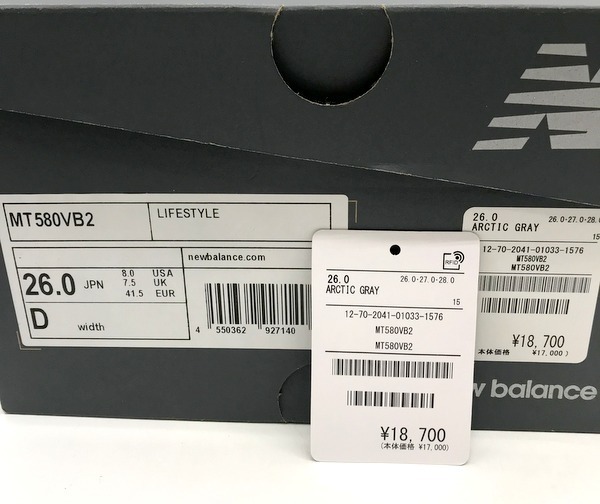 MT580VB2
LIFESTYLE
newbalance.com
26.0 JPN
8.0 USA
7.5 UK
41.5 EUR
D width
4 550362 927140
RFID
26.0 26.0-27.0-28.0
ARCTIC GRAY
15
12-70-2041-01033-1576
MT580VB2
MT580VB2
¥18,700
(本体価格 ¥17,000)
26.0 26.0-27.0-28.0
ARCTIC GRAY
15
12-70-2041-01033-1576
MT580VB2
MT580VB2
¥18,700
(本体価格 ¥17,000)
new balance
w balance